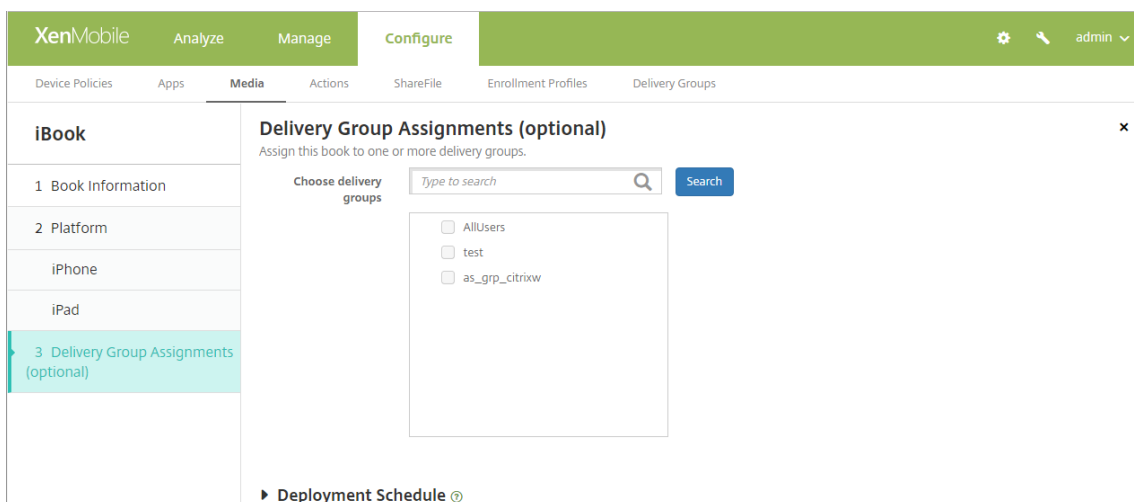 XenMobile Analyze Manage Configure admin
Device Policies Apps Media Actions ShareFile Enrollment Profiles Delivery Groups
iBook
1 Book Information
2 Platform
iPhone
iPad
3 Delivery Group Assignments
(optional)
Delivery Group Assignments (optional)
Assign this book to one or more delivery groups.
Choose delivery
groups
Type to search
Search
AllUsers
test
as_grp_citrixw
Deployment Schedule